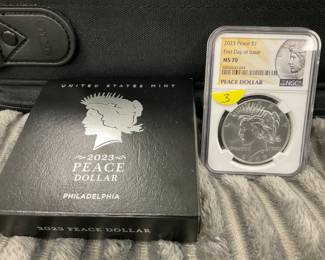 UNITED STATES MINT
2023
PEACE
DOLLAR
PHILADELPHIA
2023 PEACE DOLLAR
2023 Peace $1
First Day of Issue
MS 70
PEACE DOLLAR
NGC
3